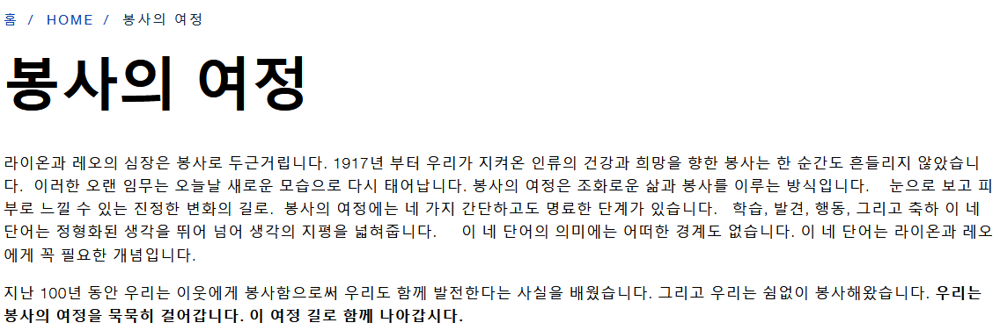 홈 / HOME / 봉사의 여정
봉사의 여정
라이온과 레오의 심장은 봉사로 두근거립니다. 1917년 부터 우리가 지켜온 인류의 건강과 희망을 향한 봉사는 한 순간도 흔들리지 않았습니
다. 이러한 오랜 임무는 오늘날 새로운 모습으로 다시 태어납니다. 봉사의 여정은 조화로운 삶과 봉사를 이루는 방식입니다. 눈으로 보고 피
부로 느낄 수 있는 진정한 변화의 길로. 봉사의 여정에는 네 가지 간단하고도 명료한 단계가 있습니다. 학습, 발견, 행동, 그리고 축하 이 네
단어는 정형화된 생각을 뛰어 넘어 생각의 지평을 넓혀줍니다. 이 네 단어의 의미에는 어떠한 경계도 없습니다. 이 네 단어는 라이온과 레오
에게 꼭 필요한 개념입니다.
지난 100년 동안 우리는 이웃에게 봉사함으로써 우리도 함께 발전한다는 사실을 배웠습니다. 그리고 우리는 쉼없이 봉사해왔습니다. 우리는
봉사의 여정을 묵묵히 걸어갑니다. 이 여정 길로 함께 나아갑시다.